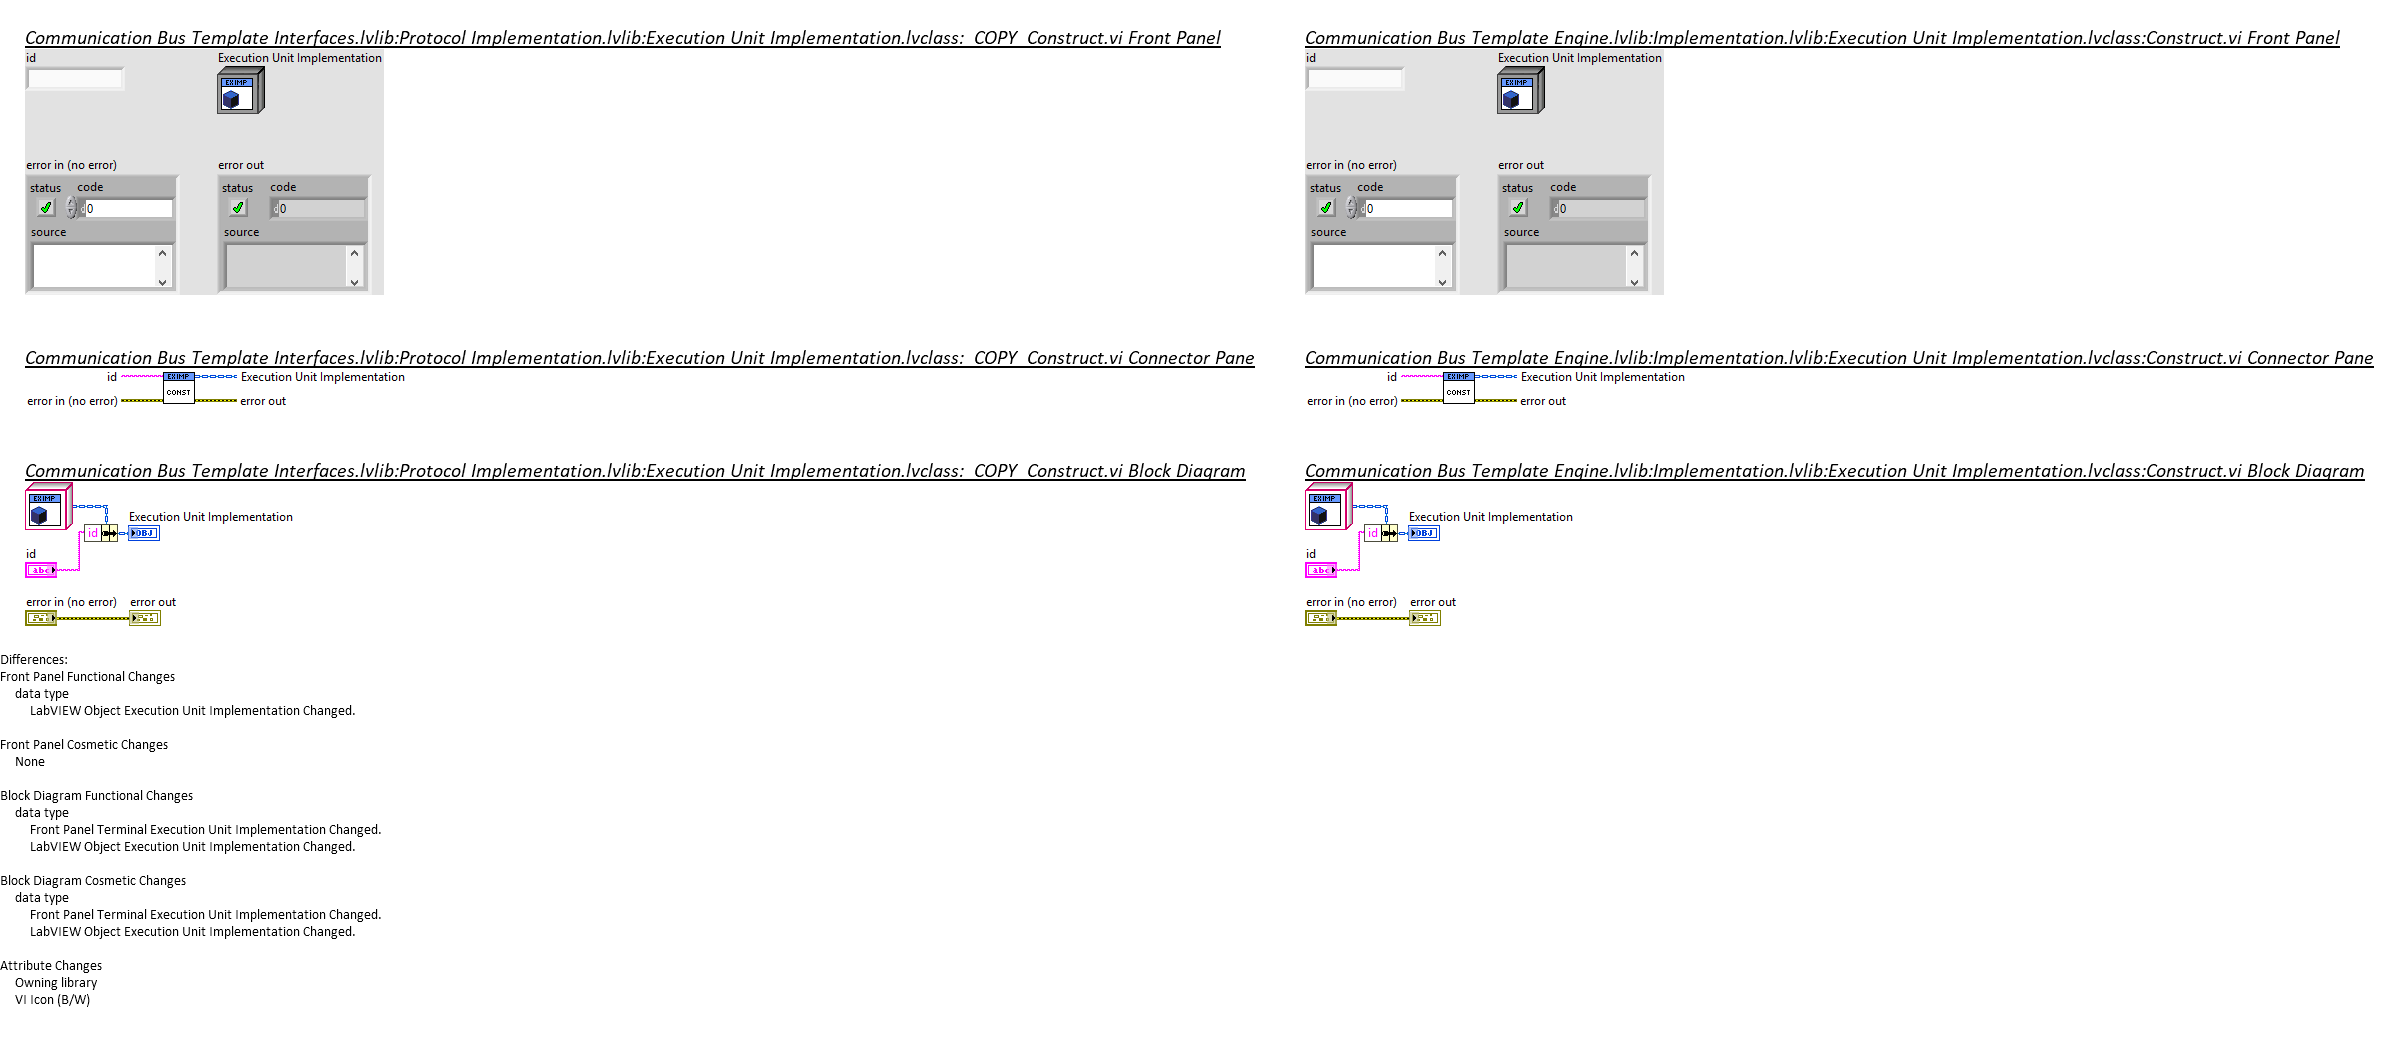 Communication Bus Template Interfaces.lvlib:Protocol Implementation.lvlib:Execution Unit Implementation.lvclass:_COPY_Construct.vi Front Panel
id
Execution Unit Implementation
EXIMP
error in (no error)
error out
status code
status code
0
0
source
source
Communication Bus Template Engine.lvlib:Implementation.lvlib:Execution Unit Implementation.lvclass:Construct.vi Front Panel
id
Execution Unit Implementation
EXIMP
error in (no error)
error out
status code
status code
0
0
source
source
Communication Bus Template Interfaces.lvlib:Protocol Implementation.lvlib:Execution Unit Implementation.lvclass:_COPY_Construct.vi Connector Pane
id
EXIMP
Execution Unit Implementation
CONST
error in (no error)
error out
Communication Bus Template Engine.lvlib:Implementation.lvlib:Execution Unit Implementation.lvclass:Construct.vi Connector Pane
id
EXIMP
Execution Unit Implementation
CONST
error in (no error)
error out
Communication Bus Template Interfaces.lvlib:Protocol Implementation.lvlib:Execution Unit Implementation.lvclass:_COPY_Construct.vi Block Diagram
EXIMP
Execution Unit Implementation
id
OBJ
id
abc
error in (no error)
error out
Communication Bus Template Engine.lvlib:Implementation.lvlib:Execution Unit Implementation.lvclass:Construct.vi Block Diagram
EXIMP
Execution Unit Implementation
id
OBJ
id
abc
error in (no error)
error out
Differences:
Front Panel Functional Changes
data type
LabVIEW Object Execution Unit Implementation Changed.
Front Panel Cosmetic Changes
None
Block Diagram Functional Changes
data type
Front Panel Terminal Execution Unit Implementation Changed.
LabVIEW Object Execution Unit Implementation Changed.
Block Diagram Cosmetic Changes
data type
Front Panel Terminal Execution Unit Implementation Changed.
LabVIEW Object Execution Unit Implementation Changed.
Attribute Changes
Owning library
VI Icon (B/W)